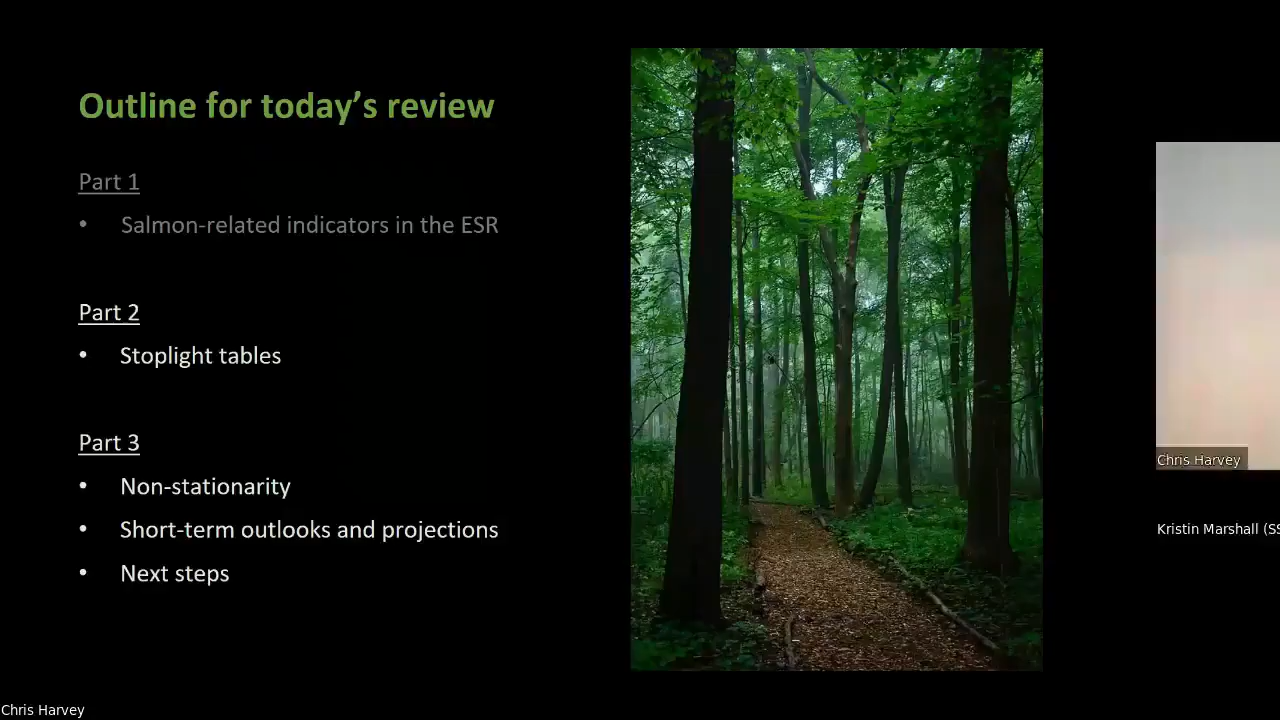 Outline for today's review
Part 1
• Salmon-related indicators in the ESR
Part 2
• Stoplight tables
Part 3
• Non-stationarity
• Short-term outlooks and projections
• Next steps
Chris Harvey
Kristin Marshall (SS
Chris Harvey